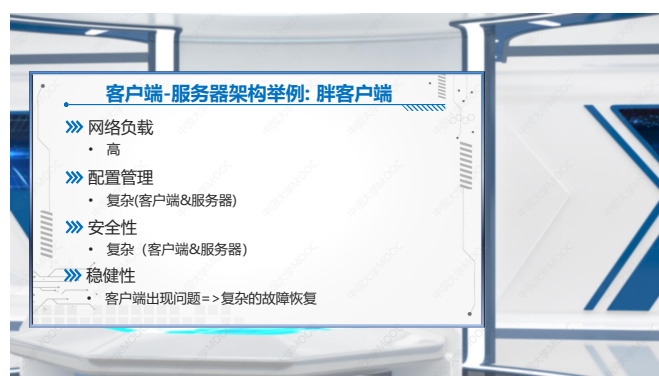 客户端-服务器架构举例: 胖客户端
网络负载
• 高
配置管理
• 复杂(客户端&服务器)
安全性
• 复杂（客户端&服务器）
稳健性
• 客户端出现问题=>复杂的故障恢复